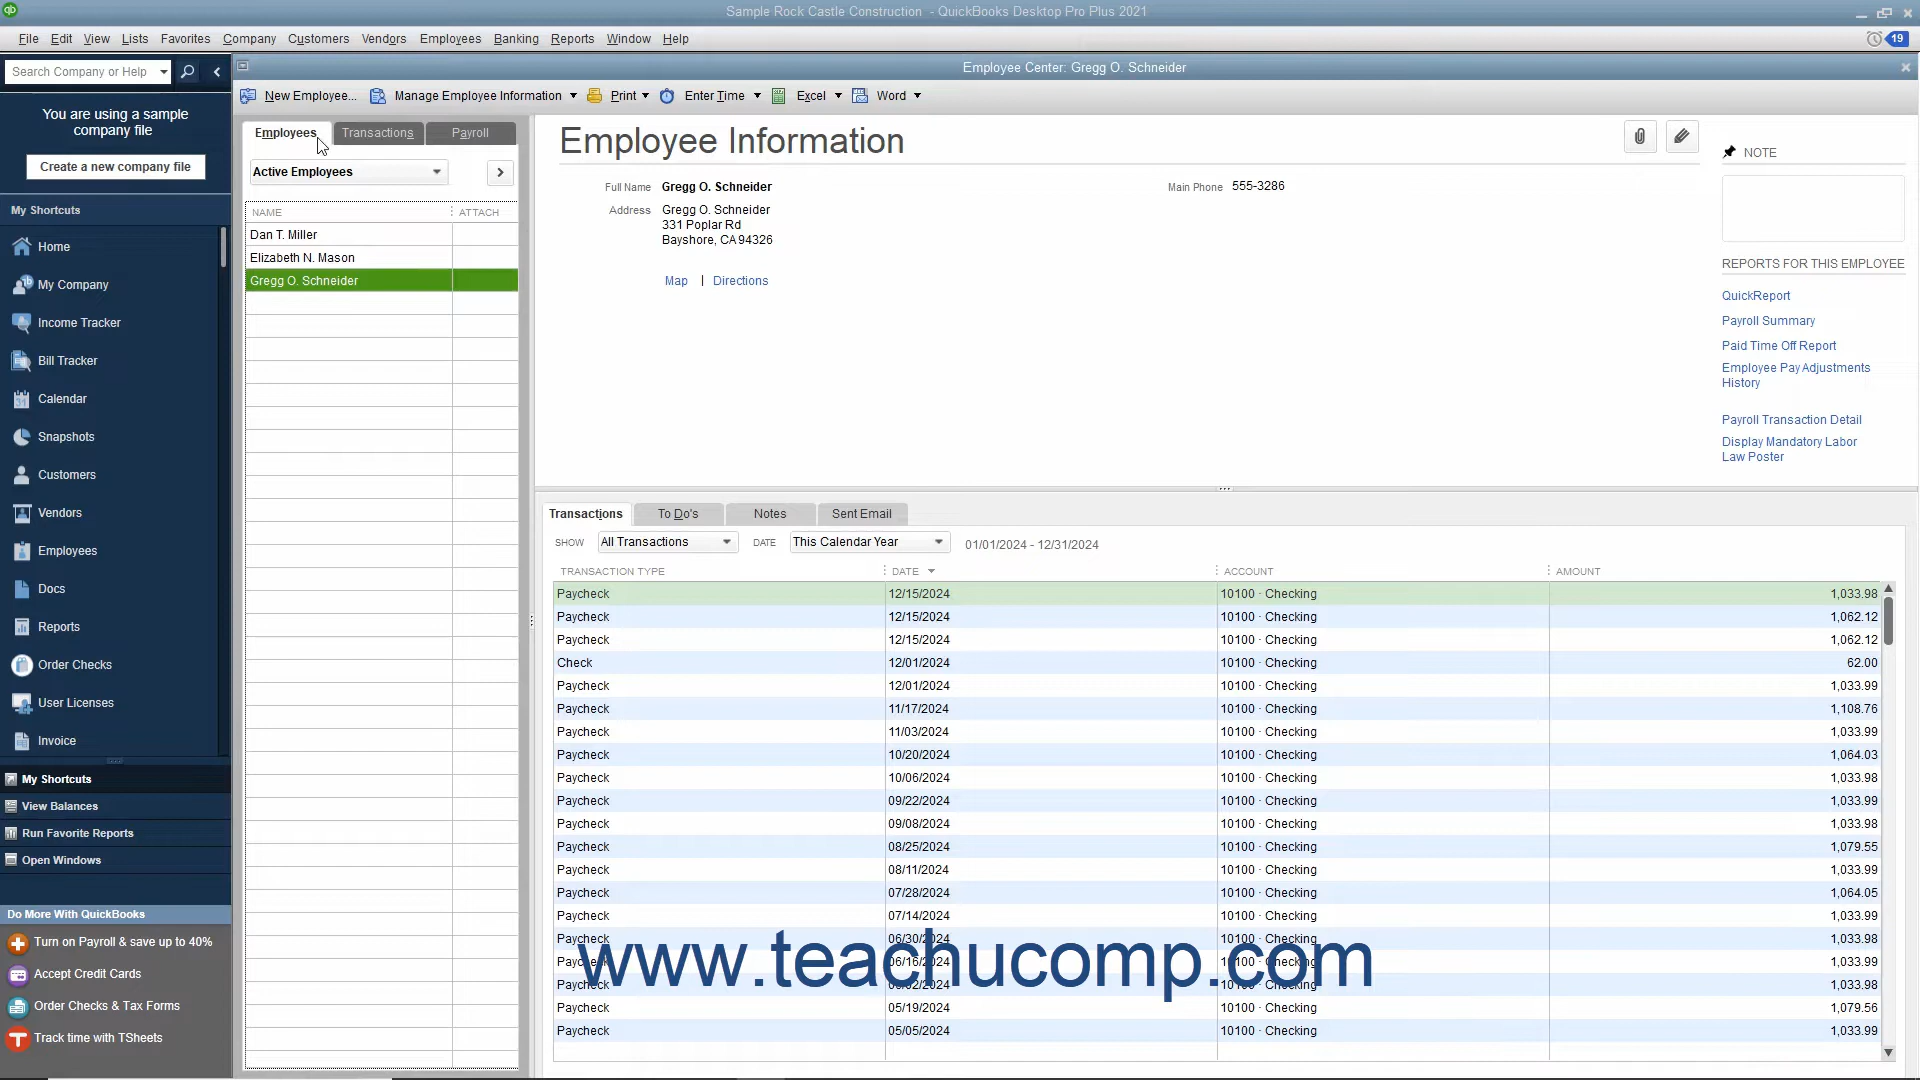 qb
Sample Rock Castle Construction - QuickBooks Desktop Pro Plus 2021
File Edit View Lists Favorites Company Customers Vendors Employees Banking Reports Window Help
19
Search Company or Help
You are using a sample
company file
Create a new company file
My Shortcuts
Home
My Company
Income Tracker
Bill Tracker
Calendar
Snapshots
Customers
Vendors
Employees
Docs
Reports
Order Checks
User Licenses
Invoice
My Shortcuts
View Balances
Run Favorite Reports
Open Windows
Do More With QuickBooks
Turn on Payroll & save up to 40%
Accept Credit Cards
Order Checks & Tax Forms
Track time with TSheets
Employee Center: Gregg O. Schneider
New Employee... Manage Employee Information Print Enter Time Excel Word
Employees Transactions Payroll
Active Employees
NAME ATTACH
Dan T. Miller
Elizabeth N. Mason
Gregg O. Schneider
Employee Information
Full Name Gregg O. Schneider
Address Gregg O. Schneider
331 Poplar Rd
Bayshore, CA 94326
Map | Directions
Main Phone 555-3286
NOTE
REPORTS FOR THIS EMPLOYEE
QuickReport
Payroll Summary
Paid Time Off Report
Employee Pay Adjustments
History
Payroll Transaction Detail
Display Mandatory Labor
Law Poster
Transactions To Do's Notes Sent Email
SHOW All Transactions DATE This Calendar Year 01/01/2024 - 12/31/2024
TRANSACTION TYPE DATE ACCOUNT AMOUNT
Paycheck 12/15/2024 10100 · Checking 1,033.98
Paycheck 12/15/2024 10100 · Checking 1,062.12
Paycheck 12/15/2024 10100 · Checking 1,062.12
Check 12/01/2024 10100 · Checking 62.00
Paycheck 12/01/2024 10100 · Checking 1,033.99
Paycheck 11/17/2024 10100 · Checking 1,108.76
Paycheck 11/03/2024 10100 · Checking 1,033.99
Paycheck 10/20/2024 10100 · Checking 1,064.03
Paycheck 10/06/2024 10100 · Checking 1,033.98
Paycheck 09/22/2024 10100 · Checking 1,033.99
Paycheck 09/08/2024 10100 · Checking 1,033.98
Paycheck 08/25/2024 10100 · Checking 1,079.55
Paycheck 08/11/2024 10100 · Checking 1,033.99
Paycheck 07/28/2024 10100 · Checking 1,064.05
Paycheck 07/14/2024 10100 · Checking 1,033.99
Paycheck 06/30/2024 10100 · Checking 1,033.98
Paycheck 06/16/2024 10100 · Checking 1,033.99
Paycheck 06/02/2024 10100 · Checking 1,033.98
Paycheck 05/19/2024 10100 · Checking 1,079.56
Paycheck 05/05/2024 10100 · Checking 1,033.99
www.teachucomp.com